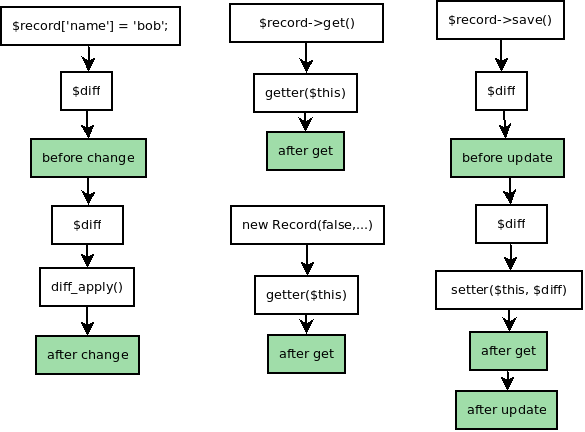 $record['name'] = 'bob';
$diff
before change
$diff
diff_apply()
after change
$record->get()
getter($this)
after get
new Record(false,...)
getter($this)
after get
$record->save()
$diff
before update
$diff
setter($this, $diff)
after get
after update